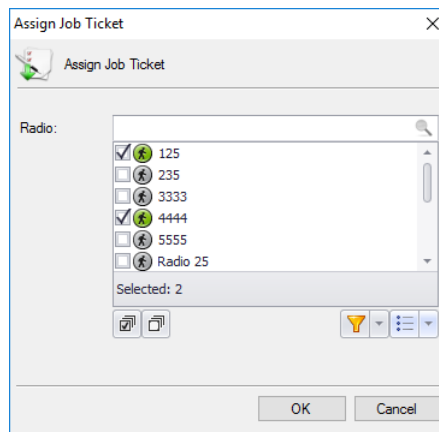 Assign Job Ticket
Assign Job Ticket
Radio:
125
235
3333
4444
5555
Radio 25
Selected: 2
OK Cancel